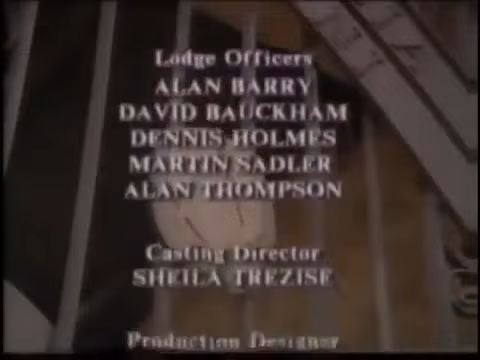 Lodge Officers
ALAN BARRY
DAVID BAUCKHAM
DENNIS HOLMES
MARTIN SADLER
ALAN THOMPSON
Casting Director
SHEILA TREZISE
Production Designer